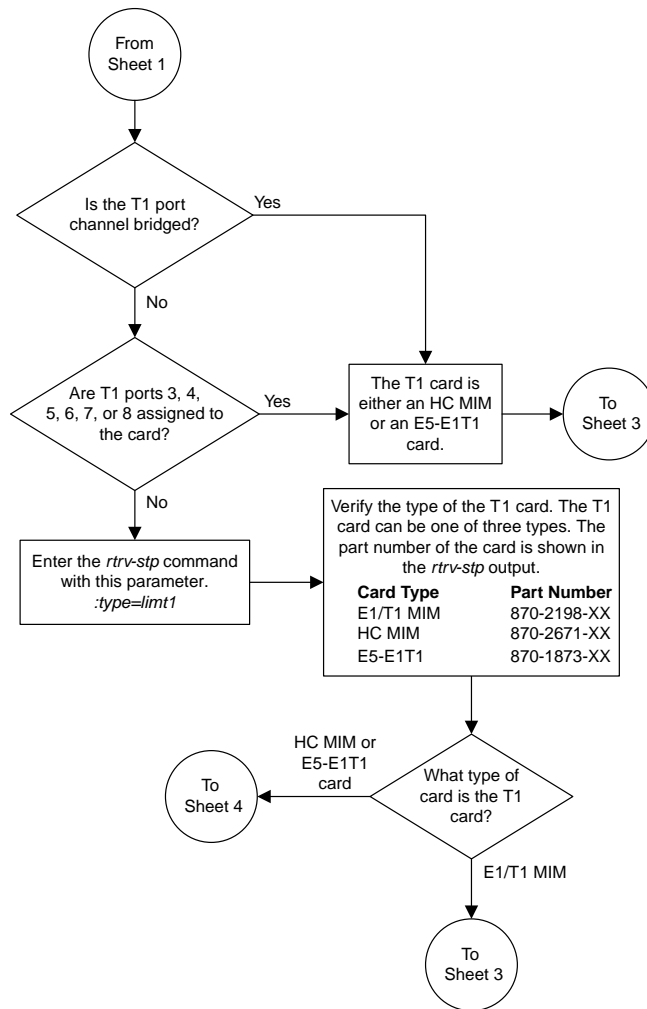 From
Sheet 1
Is the T1 port
channel bridged?
Yes
No
Are T1 ports 3, 4,
5, 6, 7, or 8 assigned to
the card?
Yes
The T1 card is
either an HC MIM
or an E5-E1T1
card.
To
Sheet 3
No
Enter the rtrv-stp command
with this parameter.
:type=limt1
Verify the type of the T1 card. The T1
card can be one of three types. The
part number of the card is shown in
the rtrv-stp output.
Card Type Part Number
E1/T1 MIM 870-2198-XX
HC MIM 870-2671-XX
E5-E1T1 870-1873-XX
HC MIM or
E5-E1T1
card
To
Sheet 4
What type of
card is the T1
card?
E1/T1 MIM
To
Sheet 3